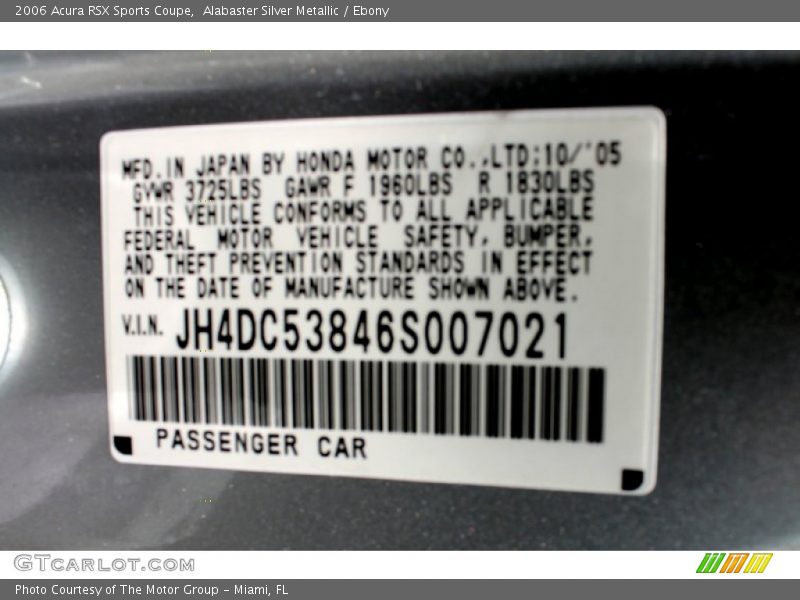 2006 Acura RSX Sports Coupe,  Alabaster Silver Metallic / Ebony
MFD.IN JAPAN BY HONDA MOTOR CO.,LTD:10/'05
GVWR 3725LBS GAWR F 1960LBS R 1830LBS
THIS VEHICLE CONFORMS TO ALL APPLICABLE
FEDERAL MOTOR VEHICLE SAFETY, BUMPER,
AND THEFT PREVENTION STANDARDS IN EFFECT
ON THE DATE OF MANUFACTURE SHOWN ABOVE.
V.I.N. JH4DC53846S007021
PASSENGER CAR
GTCARLOT.COM
Photo Courtesy of The Motor Group - Miami, FL